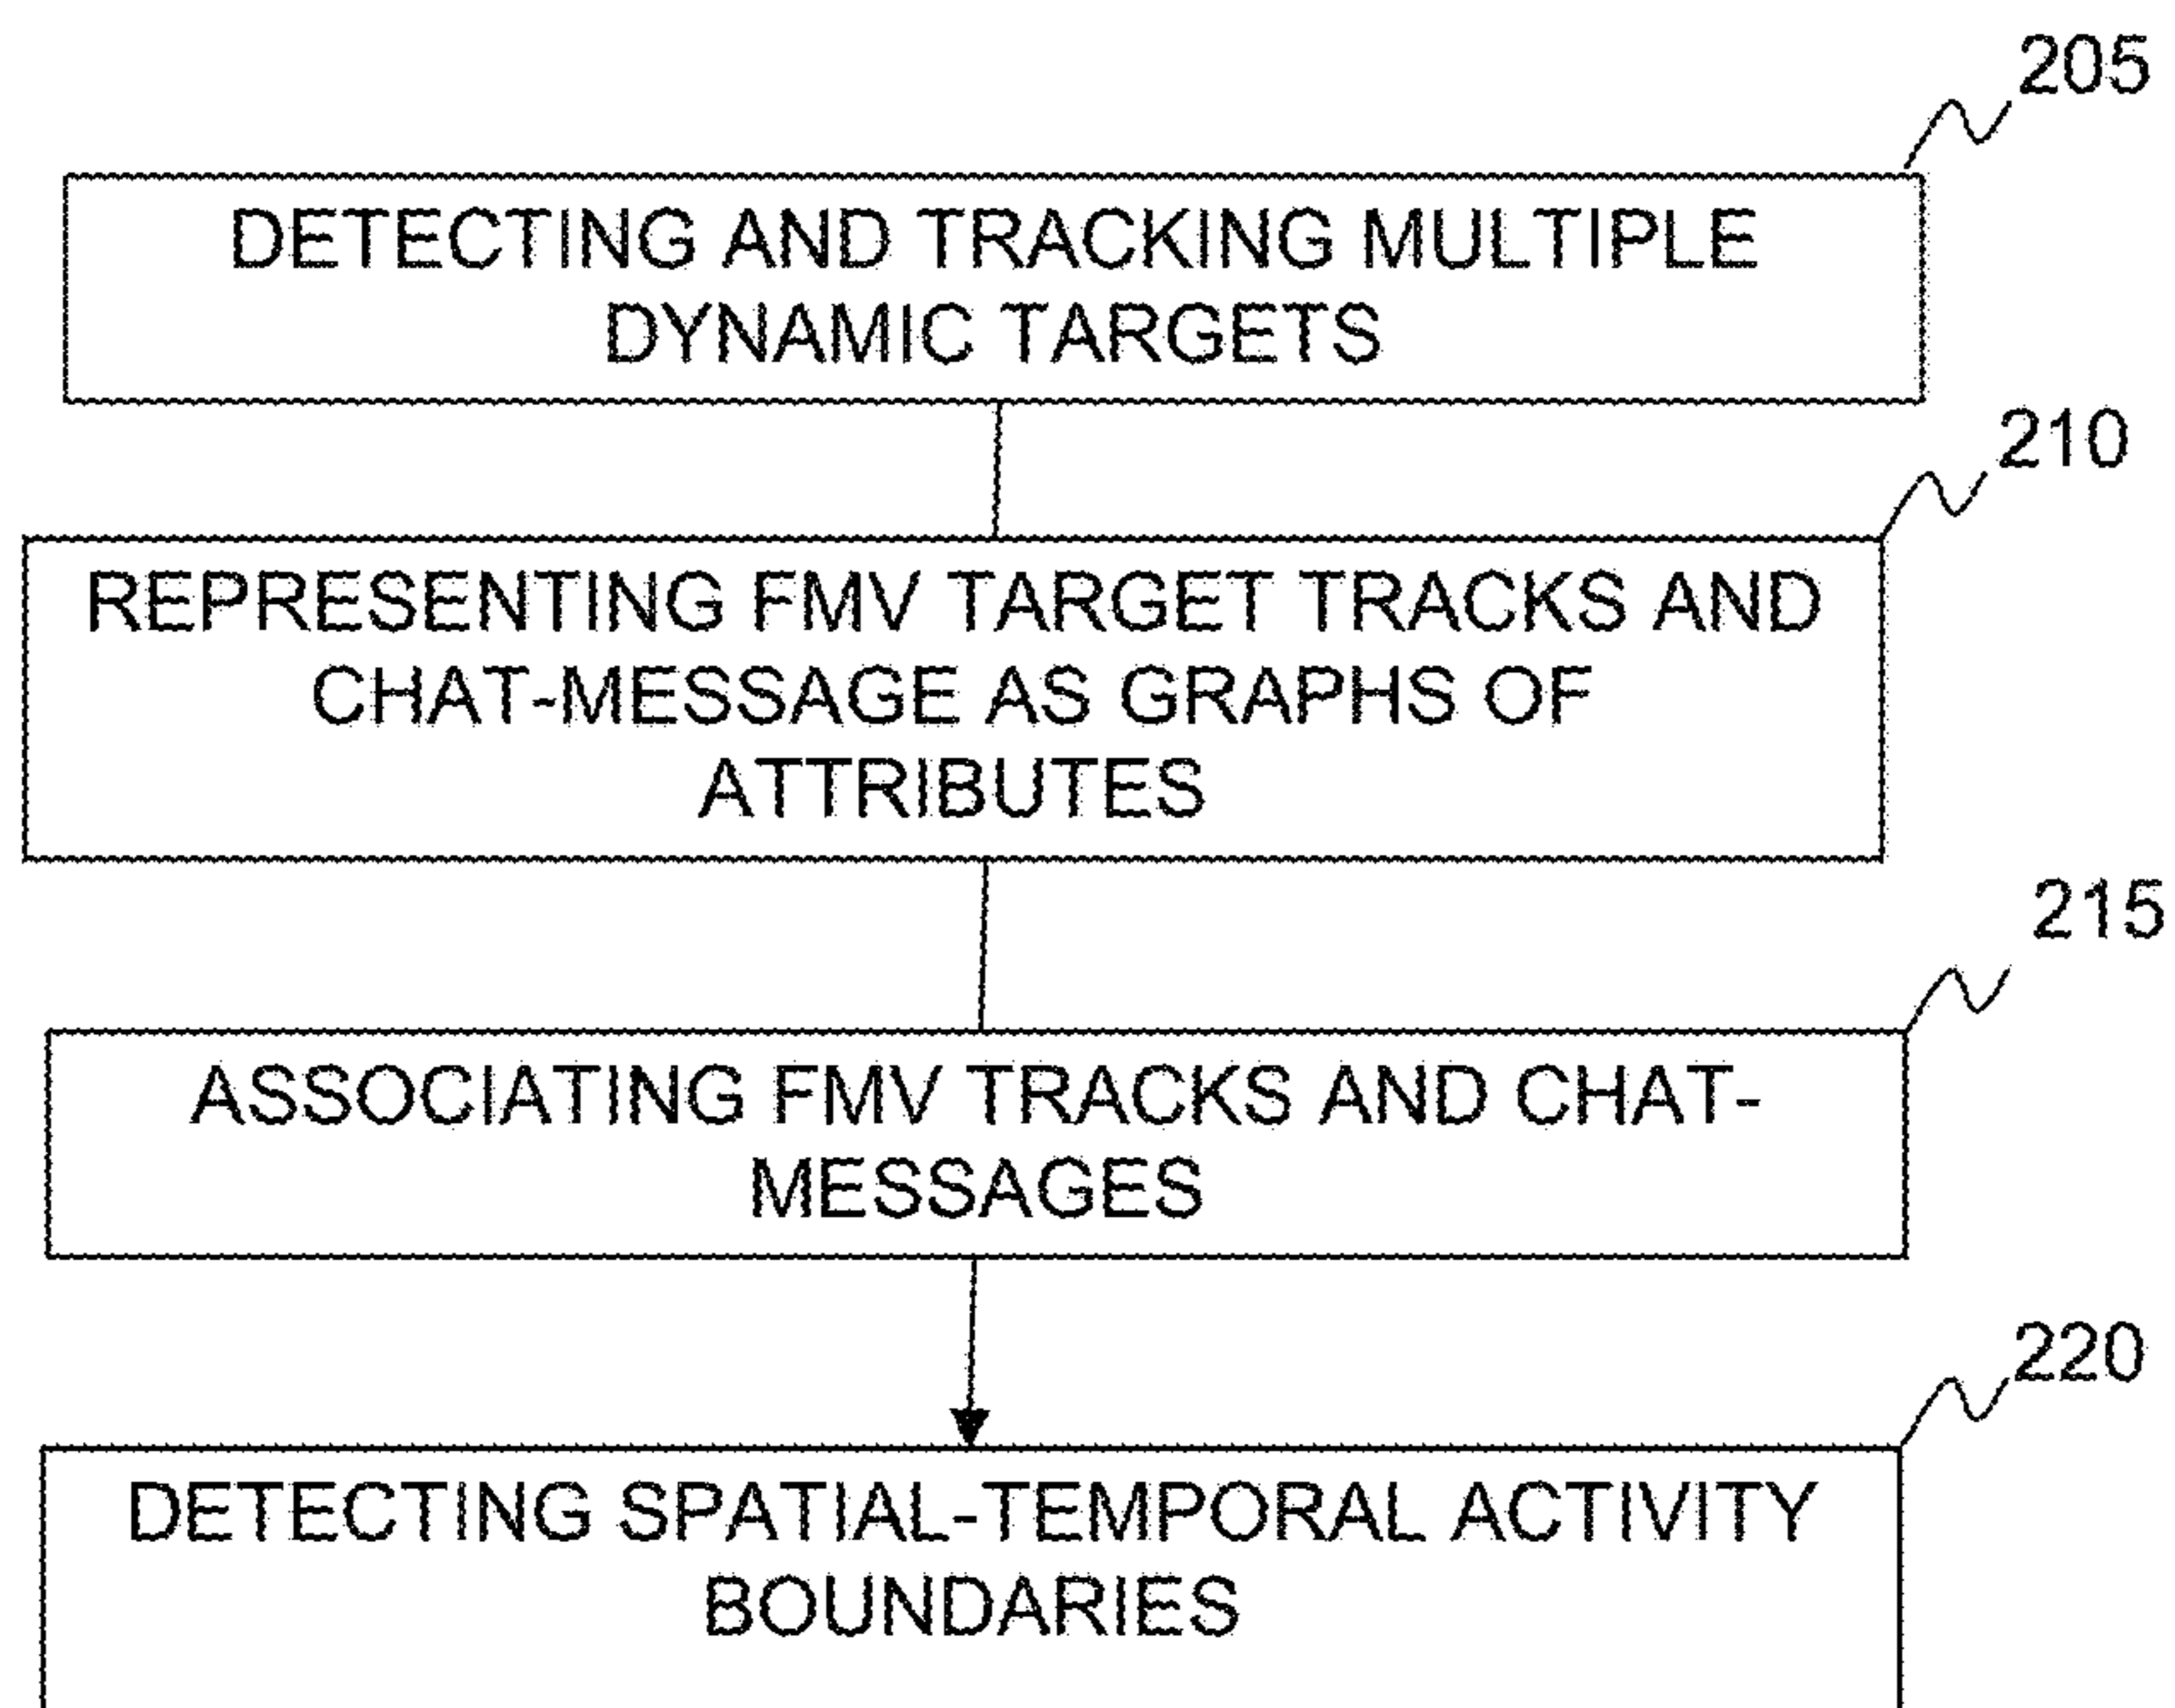 205
DETECTING AND TRACKING MULTIPLE
DYNAMIC TARGETS
210
REPRESENTING FMV TARGET TRACKS AND
CHAT-MESSAGE AS GRAPHS OF
ATTRIBUTES
215
ASSOCIATING FMV TRACKS AND CHAT-
MESSAGES
220
DETECTING SPATIAL-TEMPORAL ACTIVITY
BOUNDARIES